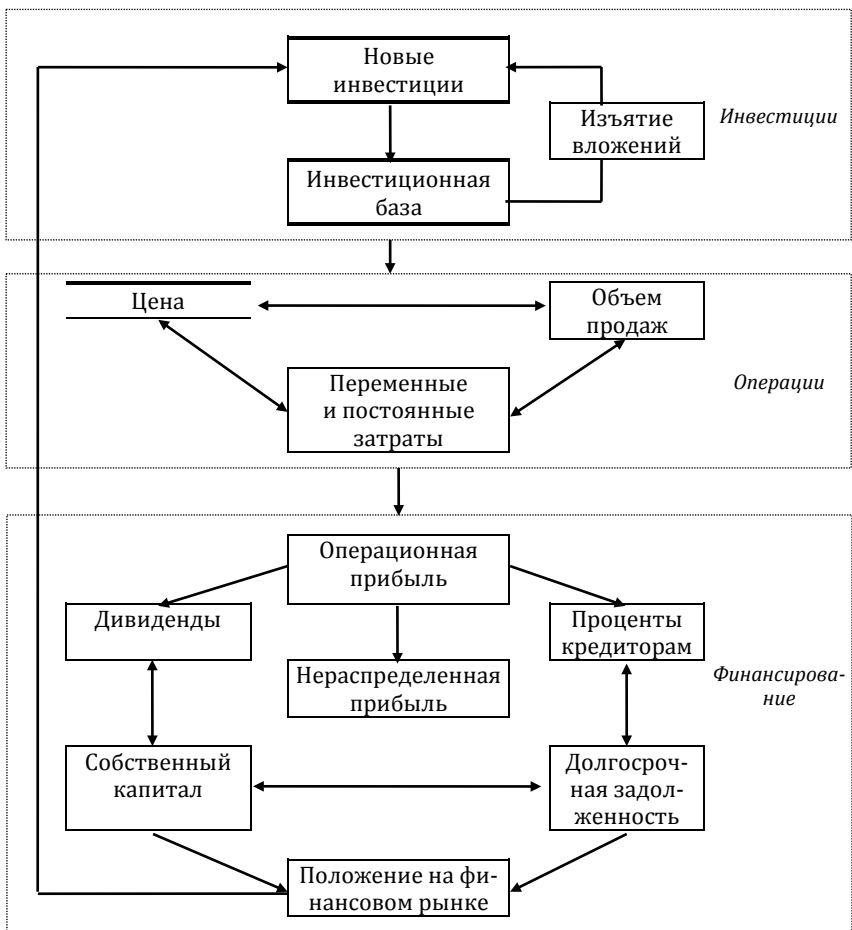 Новые
инвестиции
Изъятие
вложений
Инвестиции
Инвестиционная
база
Цена
Объем
продаж
Переменные
и постоянные
затраты
Операции
Операционная
прибыль
Дивиденды
Проценты
кредиторам
Нераспределенная
прибыль
Финансирова-
ние
Собственный
капитал
Долгосроч-
ная задол-
женность
Положение на фи-
нансовом рынке